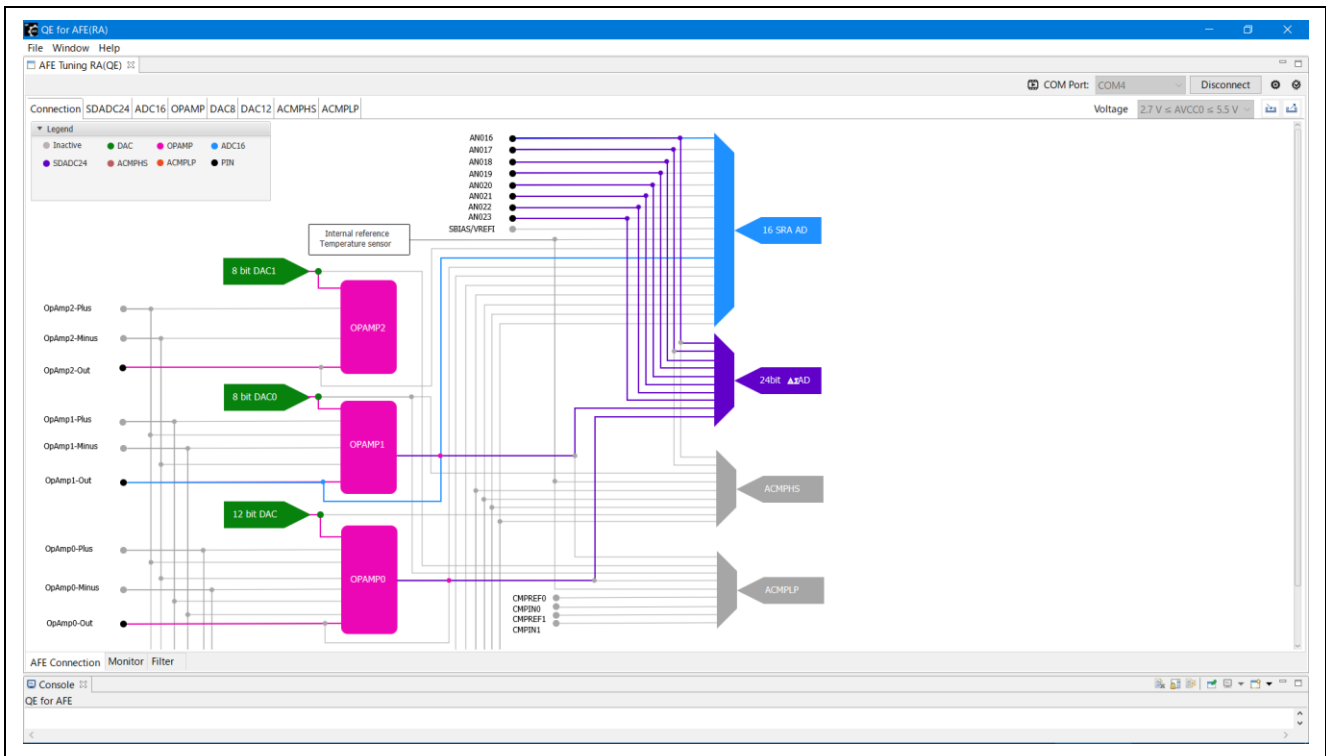 QE for AFE(RA)
File Window Help
AFE Tuning RA(QE)
COM Port: COM4 Disconnect
Connection SDADC24 ADC16 OPAMP DAC8 DAC12 ACMPHS ACMPLP
Voltage 2.7 V ≤ AVCC0 ≤ 5.5 V
Legend
Inactive DAC OPAMP ADC16
SDADC24 ACMPHS ACMPLP PIN
AN016
AN017
AN018
AN019
AN020
AN021
AN022
AN023
SBIAS/VREFI
16 SRA AD
Internal reference
Temperature sensor
8 bit DAC1
OpAmp2-Plus
OPAMP2
OpAmp2-Minus
OpAmp2-Out
24bit ΔΣAD
8 bit DAC0
OpAmp1-Plus
OpAmp1-Minus
OPAMP1
OpAmp1-Out
ACMPHS
12 bit DAC
OpAmp0-Plus
OPAMP0
OpAmp0-Minus
ACMPLP
CMPREF0
CMPIN0
CMPREF1
CMPIN1
OpAmp0-Out
AFE Connection Monitor Filter
Console
QE for AFE